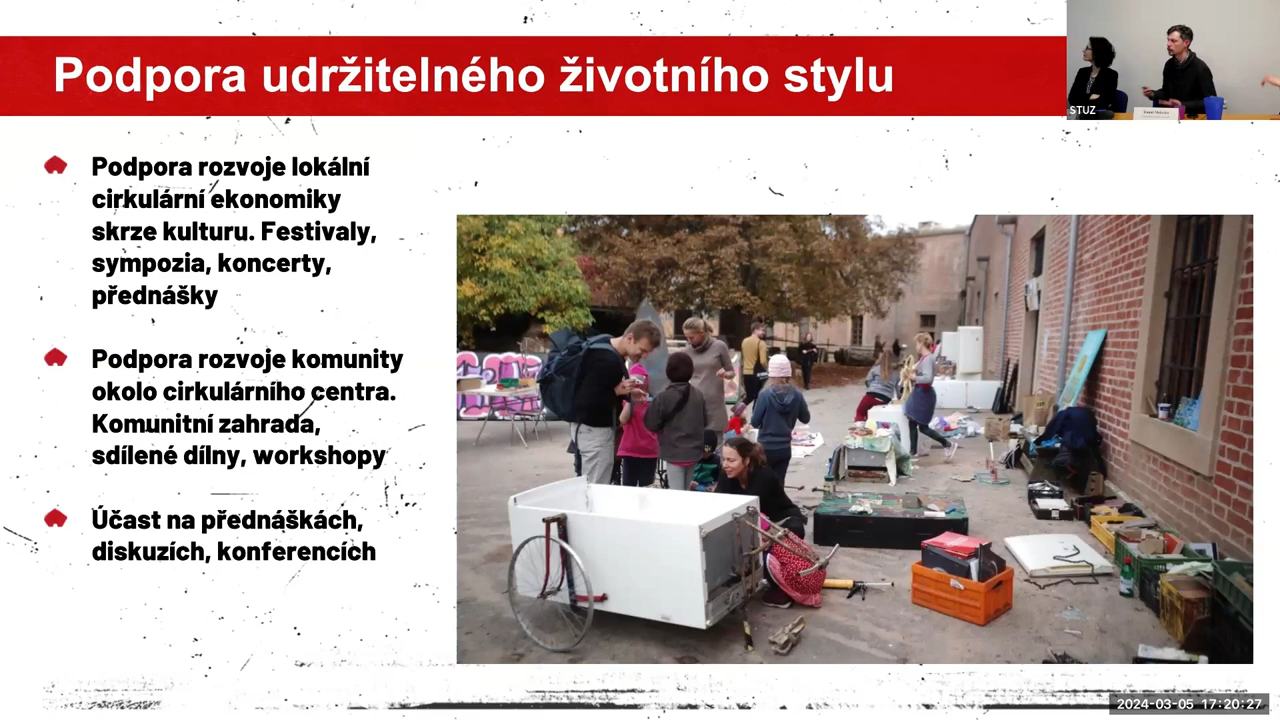 Podpora udržitelného životního stylu
STUZ
Podpora rozvoje lokální
cirkulární ekonomiky
skrze kulturu. Festivaly,
sympozia, koncerty,
přednášky
Podpora rozvoje komunity
okolo cirkulárního centra.
Komunitní zahrada,
sdílené dílny, workshopy
Účast na přednáškách,
diskuzích, konferencích
2024-03-05 17:20:27